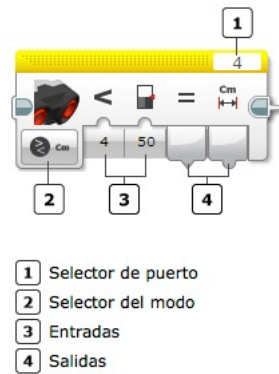 1
4
< = Cm
Cm 4 50
2 3 4
1 Selector de puerto
2 Selector del modo
3 Entradas
4 Salidas